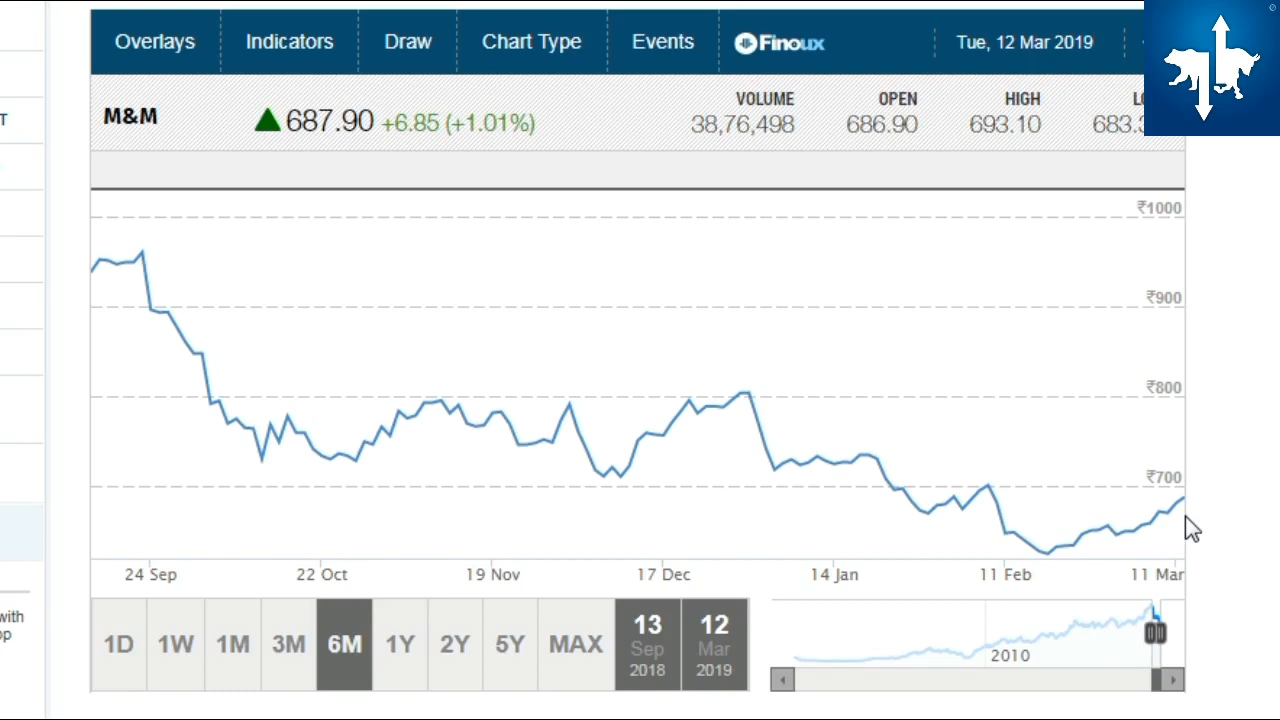 Overlays Indicators Draw Chart Type Events Finoux Tue, 12 Mar 2019
M&M 687.90 +6.85 (+1.01%)
VOLUME OPEN HIGH
38,76,498 686.90 693.10
₹1000
₹900
₹800
₹700
24 Sep 22 Oct 19 Nov 17 Dec 14 Jan 11 Feb 11 Mar
1D 1W 1M 3M 6M 1Y 2Y 5Y MAX
13 Sep 2018
12 Mar 2019
2010
with